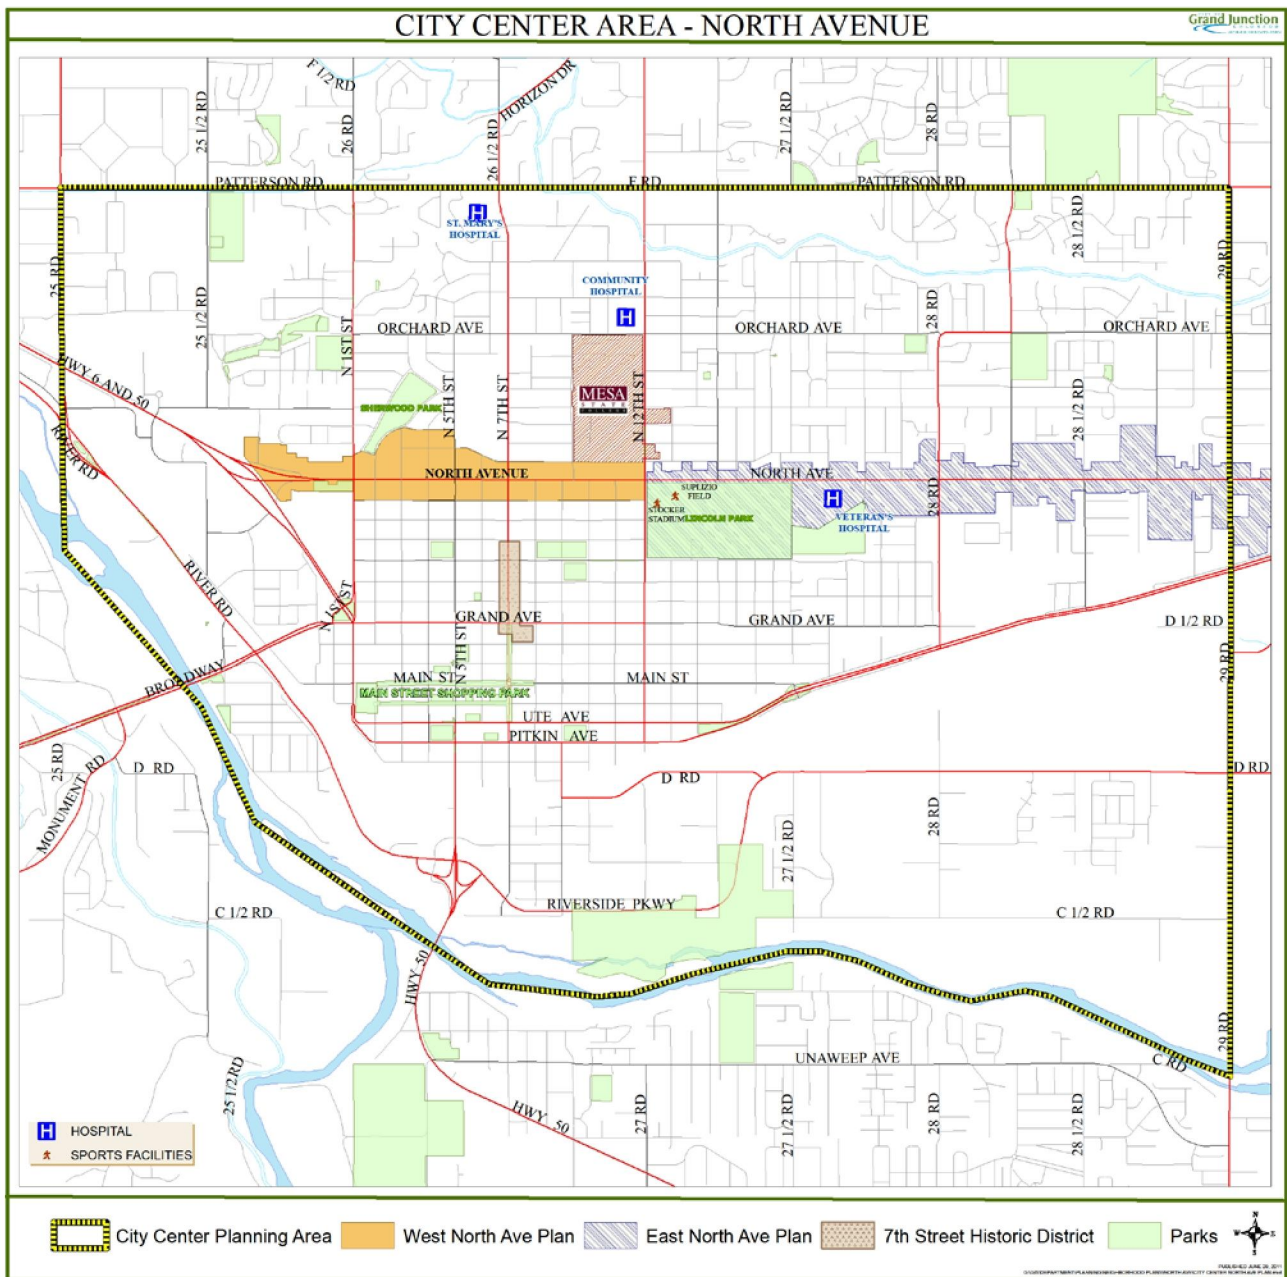 CITY CENTER AREA - NORTH AVENUE
Grand Junction
F 1/2 RD
HORIZON DR
25 1/2 RD
26 RD
26 1/2 RD
27 1/2 RD
28 RD
PATTERSON RD
F RD
PATTERSON RD
ST. MARY'S
HOSPITAL
28 1/2 RD
25 RD
29 RD
COMMUNITY
HOSPITAL
25 1/2 RD
28 RD
N 1ST ST
ORCHARD AVE
ORCHARD AVE
ORCHARD AVE
HWY 6 AND 50
N 5TH ST
N 7TH ST
MESA
STATE
COLLEGE
N 12TH ST
28 1/2 RD
SHERWOOD PARK
RIVER RD
NORTH AVENUE
NORTH AVE
28 RD
SUPLIZIO
FIELD
STOCKER
STADIUM
LINCOLN PARK
VETERAN'S
HOSPITAL
RIVER RD
N 1ST ST
GRAND AVE
GRAND AVE
D 1/2 RD
N 5TH ST
29 RD
BROADWAY
MAIN ST
MAIN ST
MAIN STREET SHOPPING PARK
UTE AVE
PITKIN AVE
25 RD
MONUMENT RD
D RD
D RD
D RD
28 RD
27 1/2 RD
RIVERSIDE PKWY
C 1/2 RD
C 1/2 RD
HWY 50
29 RD
UNAWEEP AVE
C RD
25 1/2 RD
HWY 50
27 RD
27 1/2 RD
28 RD
28 1/2 RD
H HOSPITAL
SPORTS FACILITIES
City Center Planning Area
West North Ave Plan
East North Ave Plan
7th Street Historic District
Parks
N
W
E
S